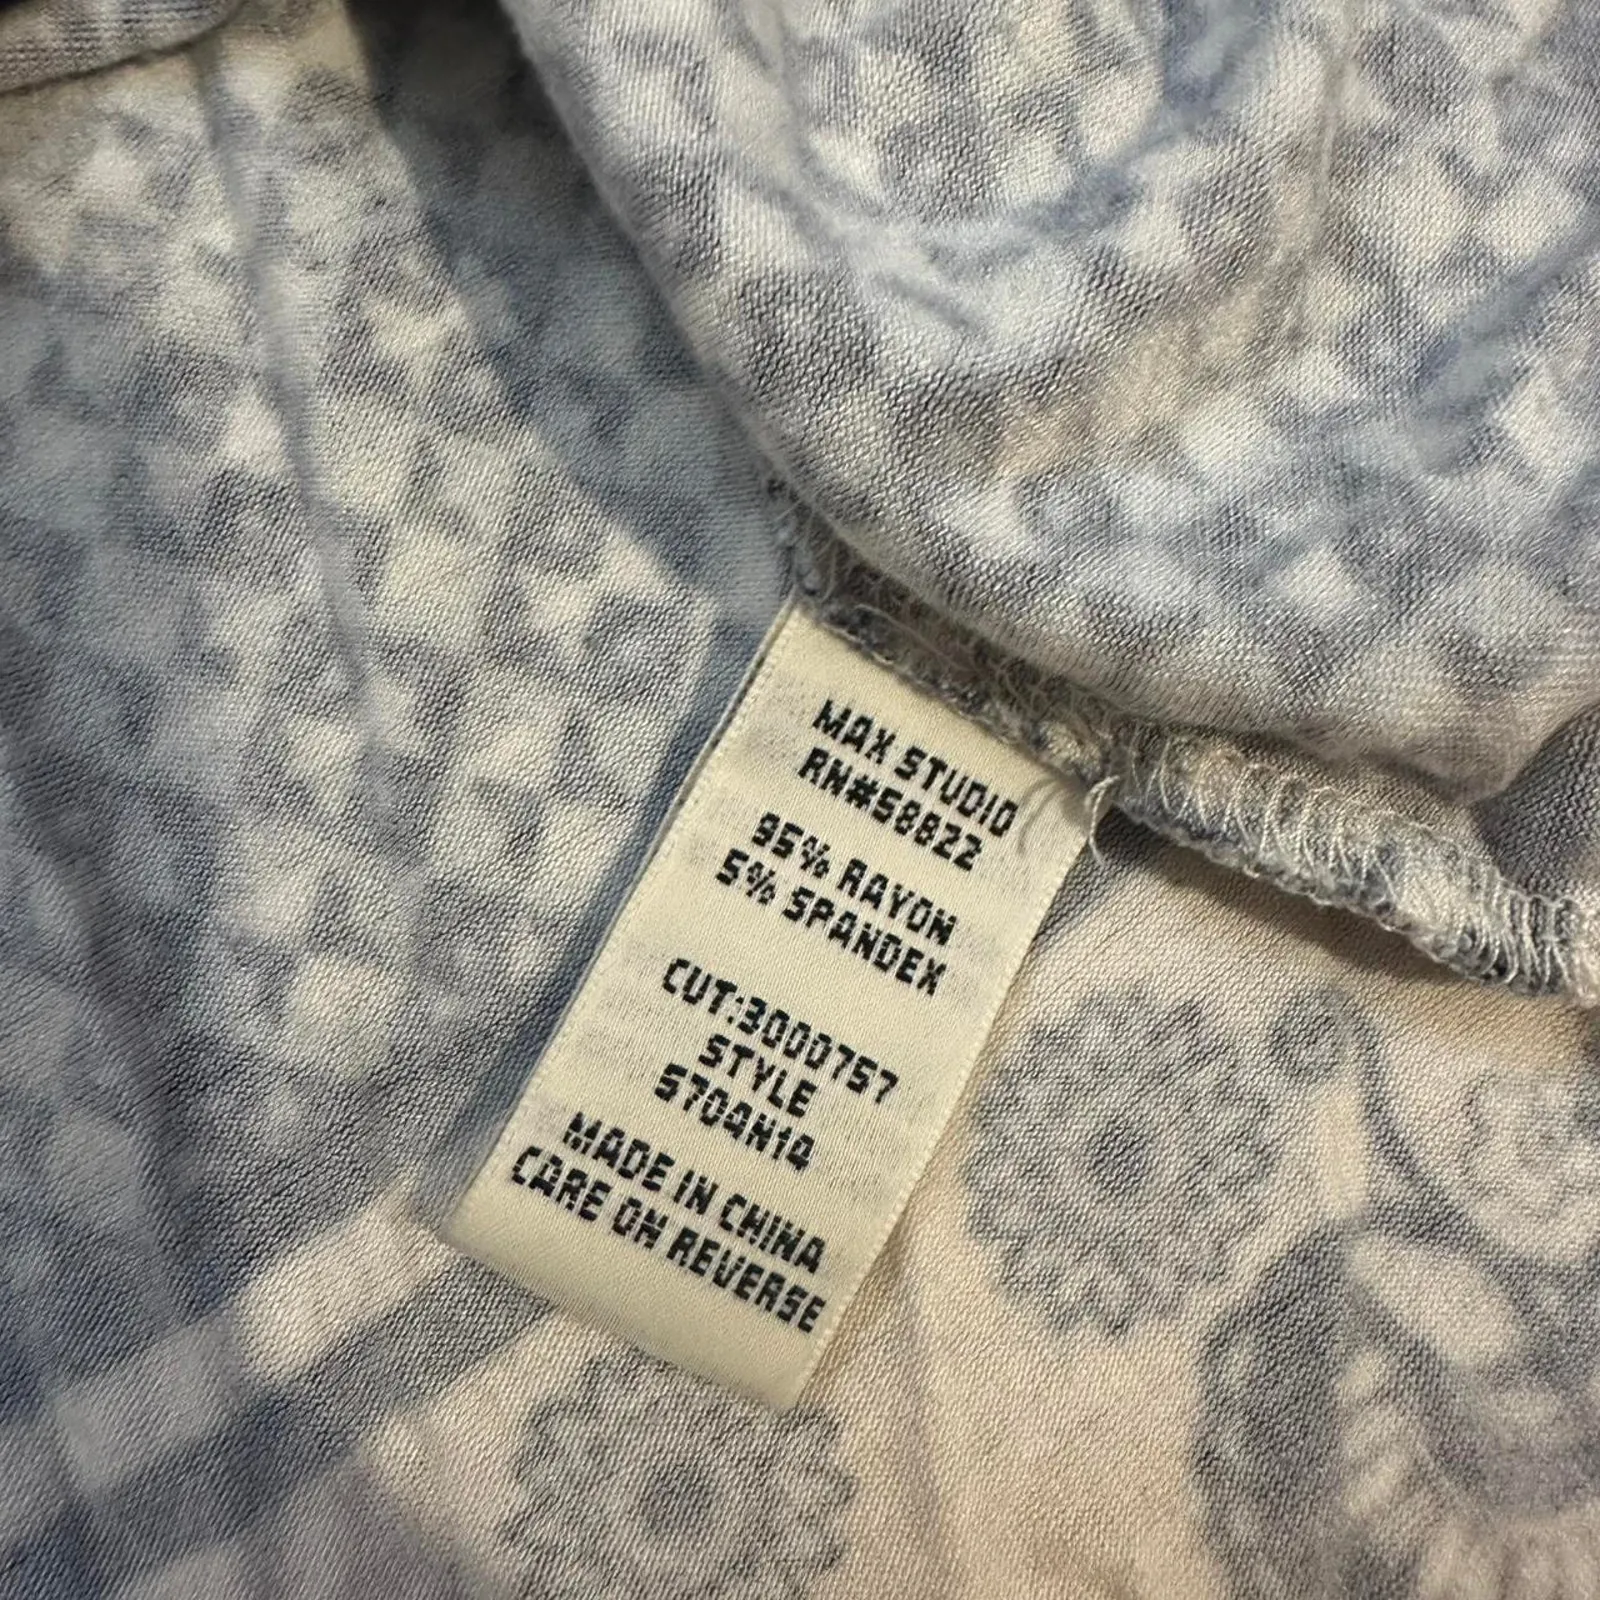 MAX STUDIO
RN#58822
95% RAYON
5% SPANDEX
CUT:3000757
STYLE
5704N14
MADE IN CHINA
CARE ON REVERSE